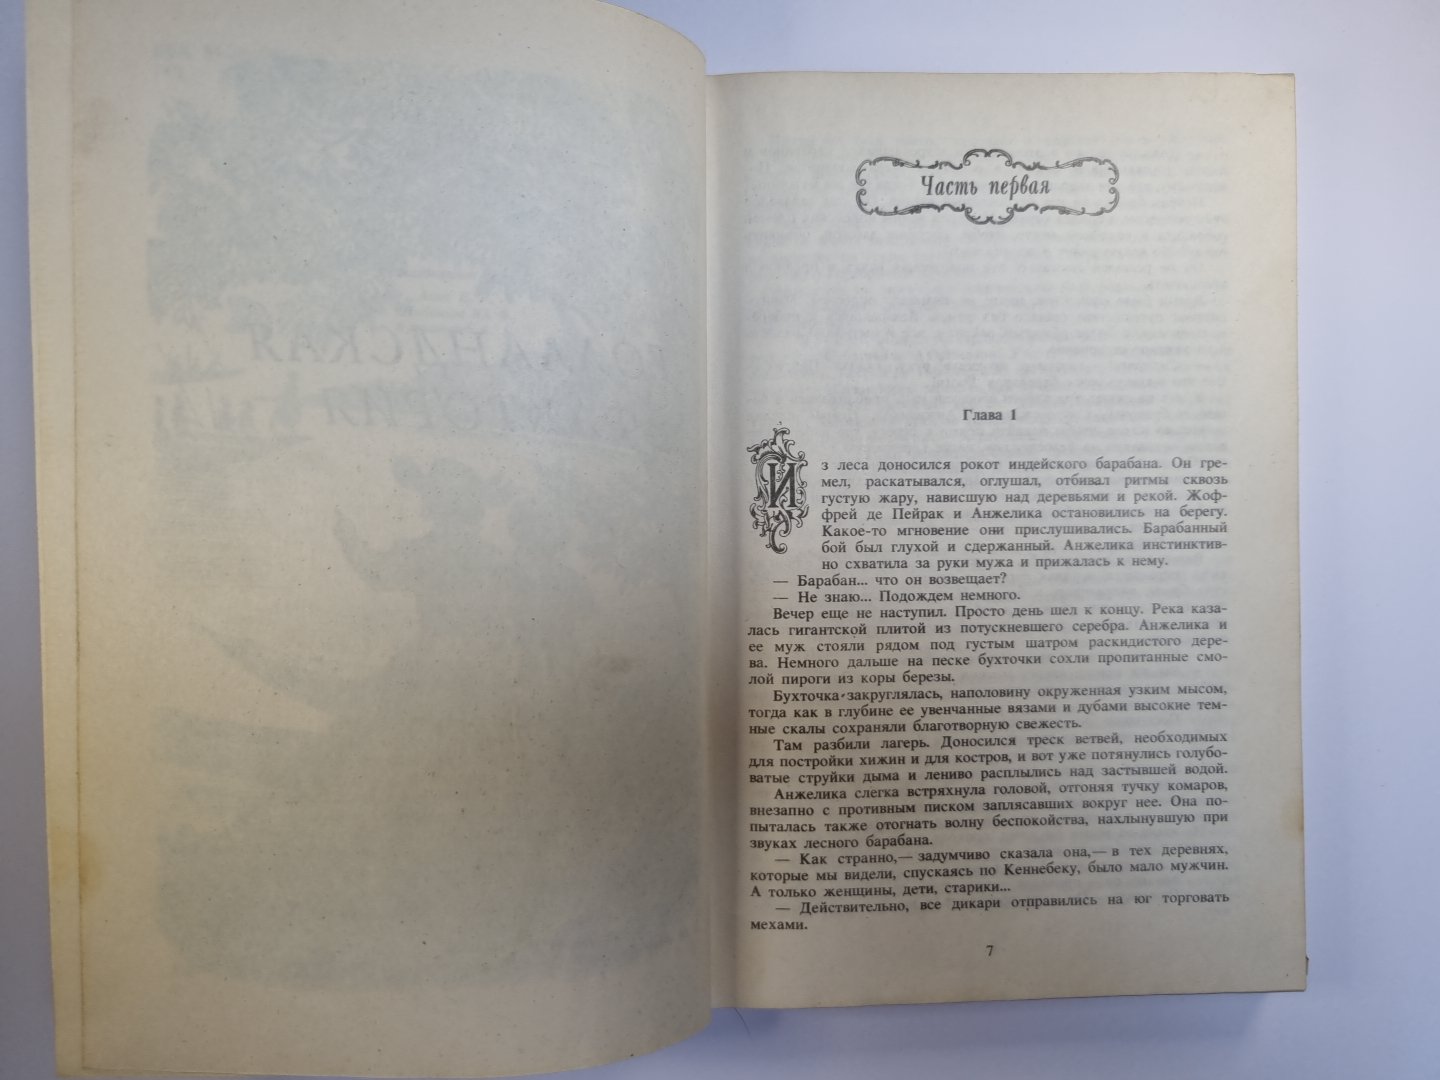 Часть первая
Глава 1
Из леса доносился рокот индейского барабана. Он гре-
мел, раскатывался, оглушал, отбивал ритмы сквозь
густую жару, нависшую над деревьями и рекой. Жоф-
фрей де Пейрак и Анжелика остановились на берегу.
Какое-то мгновение они прислушивались. Барабанный
бой был глухой и сдержанный. Анжелика инстинктив-
но схватила за руки мужа и прижалась к нему.
— Барабан... что он возвещает?
— Не знаю... Подождем немного.
Вечер еще не наступил. Просто день шел к концу. Река каза-
лась гигантской плитой из потускневшего серебра. Анжелика и
ее муж стояли рядом под густым шатром раскидистого дере-
ва. Немного дальше на песке бухточки сохли пропитанные смо-
лой пироги из коры березы.
Бухточка закруглялась, наполовину окруженная узким мысом,
тогда как в глубине ее увенчанные вязами и дубами высокие тем-
ные скалы сохраняли благотворную свежесть.
Там разбили лагерь. Доносился треск ветвей, необходимых
для постройки хижин и для костров, и вот уже потянулись голубо-
ватые струйки дыма и лениво расплылись над застывшей водой.
Анжелика слегка встряхнула головой, отгоняя тучку комаров,
внезапно с противным писком заплясавших вокруг нее. Она по-
пыталась также отогнать волну беспокойства, нахлынувшую при
звуках лесного барабана.
— Как странно,— задумчиво сказала она,— в тех деревнях,
которые мы видели, спускаясь по Кеннебеку, было мало мужчин.
А только женщины, дети, старики...
— Действительно, все дикари отправились на юг торговать
мехами.
7